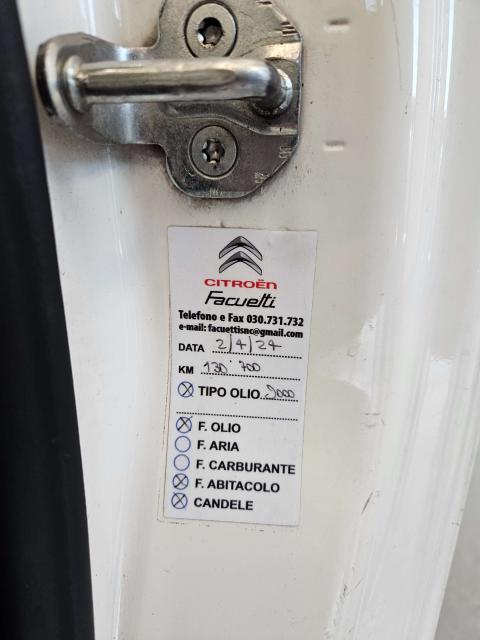 CITROËN
Facuetti
Telefono e Fax 030.731.732
e-mail: facuettisnc@gmail.com
DATA 2/4/24
KM 130'700
TIPO OLIO 9000
F. OLIO
F. ARIA
F. CARBURANTE
F. ABITACOLO
CANDELE